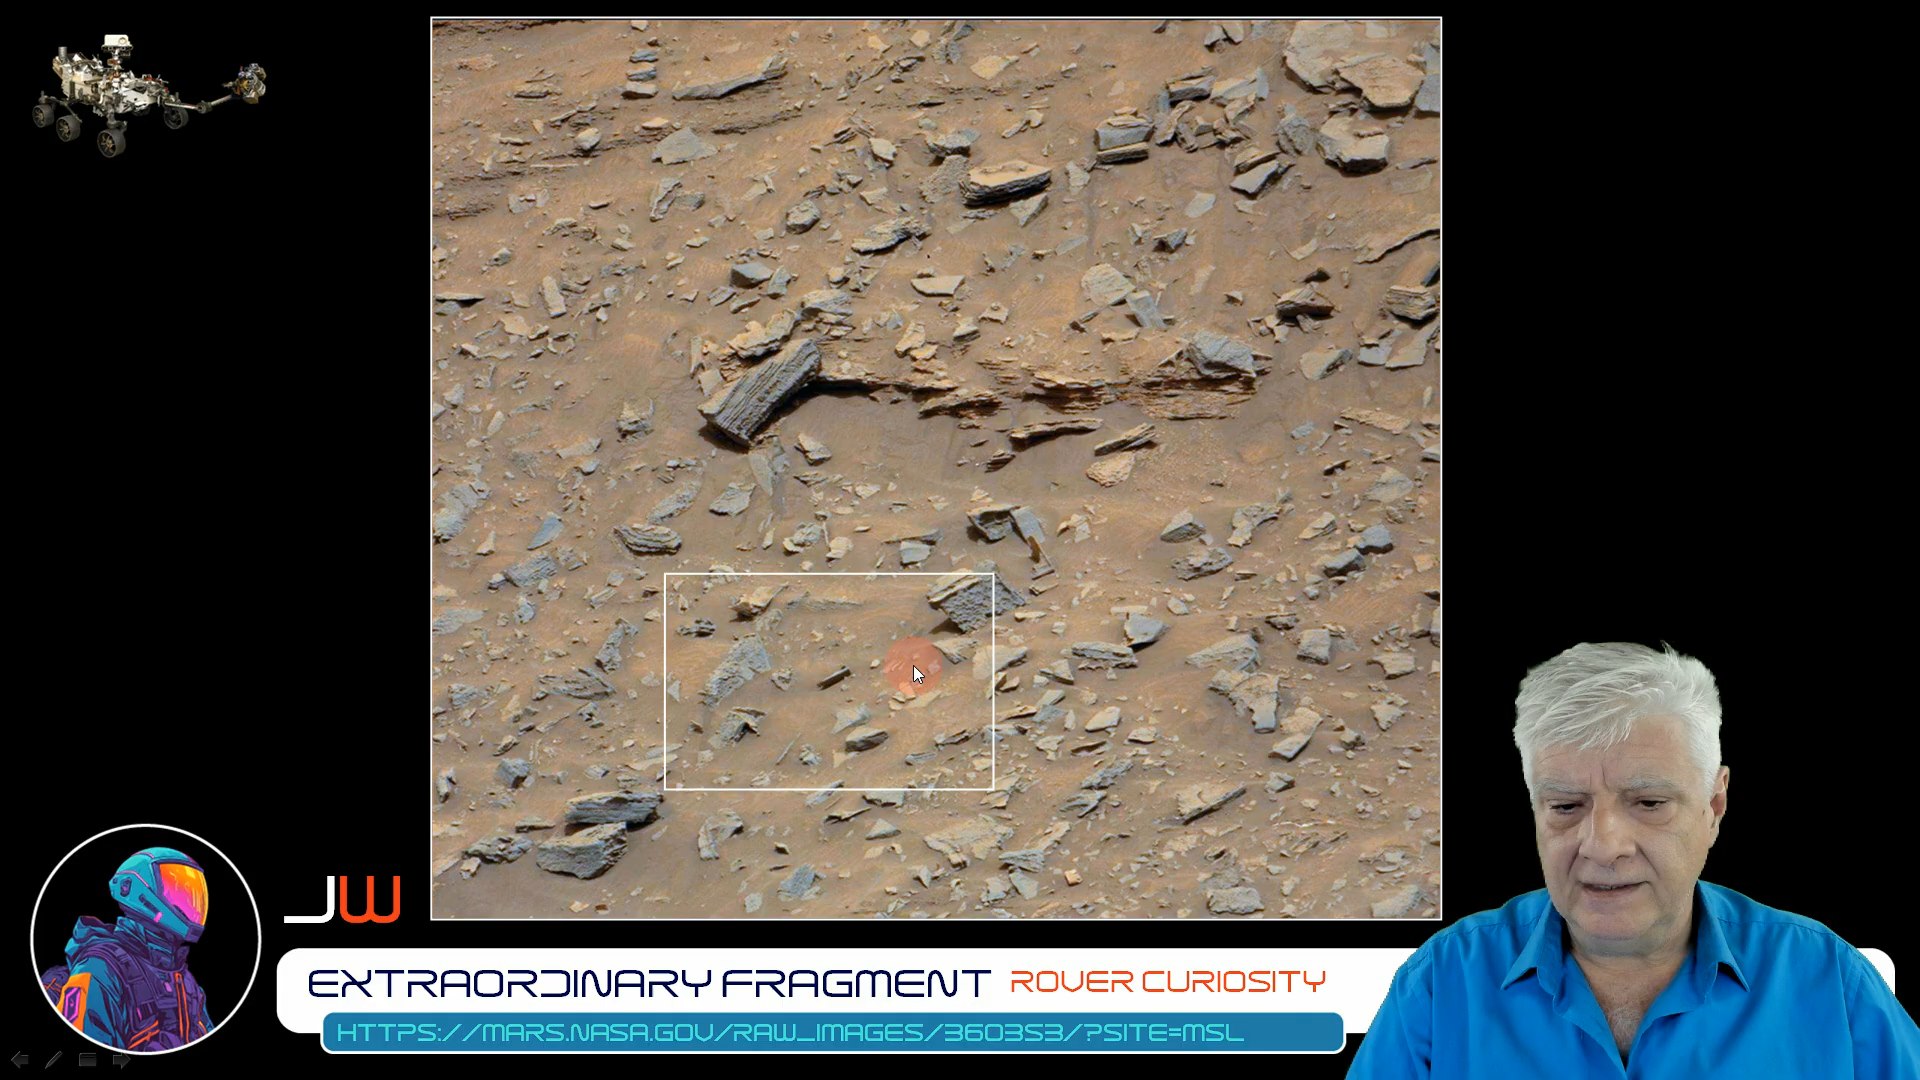 JW
EXTRAORDINARY FRAGMENT ROVER CURIOSITY
HTTPS://MARS.NASA.GOV/RAW_IMAGES/360353/?SITE=MSL